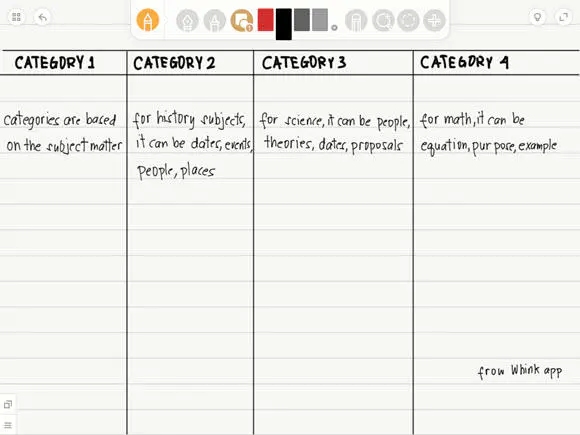 CATEGORY 1
CATEGORY 2
CATEGORY 3
CATEGORY 4
categories are based
on the subject matter
for history subjects,
it can be dates, events,
people, places
for science, it can be people,
theories, dates, proposals
for math, it can be
equation, purpose, example
from Whink app